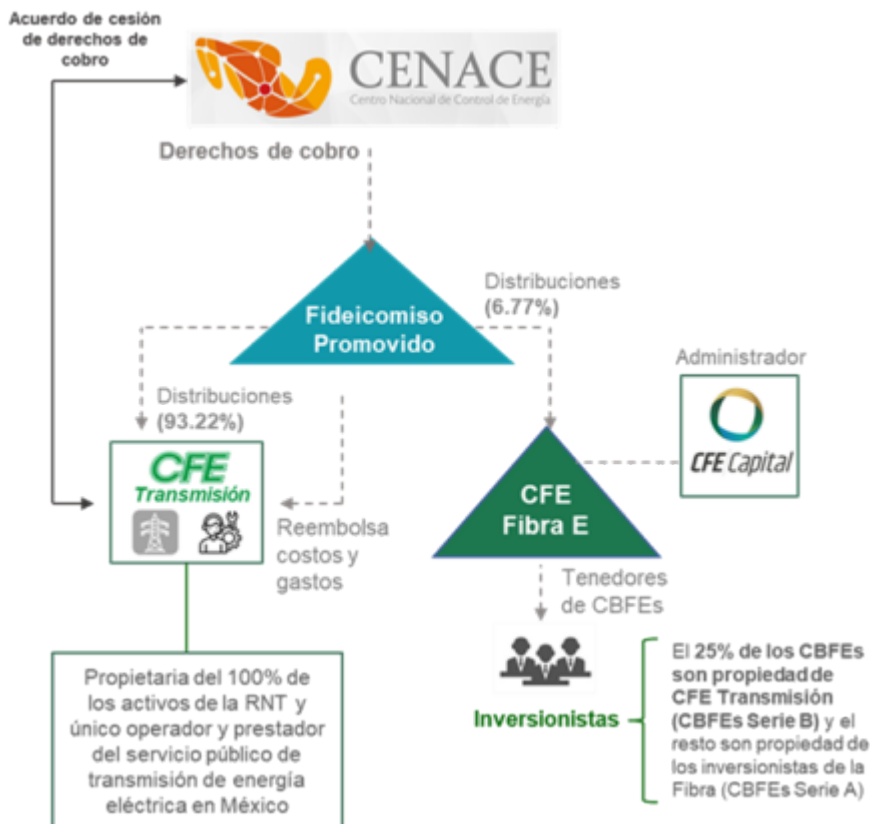 Acuerdo de cesión
de derechos de
cobro
CENACE
Centro Nacional de Control de Energía
Derechos de cobro
Fideicomiso
Promovido
Distribuciones
(6.77%)
Administrador
CFE Capital
Distribuciones
(93.22%)
CFE
Transmisión
Reembolsa
costos y
gastos
CFE
Fibra E
Tenedores
de CBFEs
Inversionistas
El 25% de los CBFEs
son propiedad de
CFE Transmisión
(CBFEs Serie B) y el
resto son propiedad de
los inversionistas de la
Fibra (CBFEs Serie A)
Propietaria del 100% de
los activos de la RNT y
único operador y prestador
del servicio público de
transmisión de energía
eléctrica en México